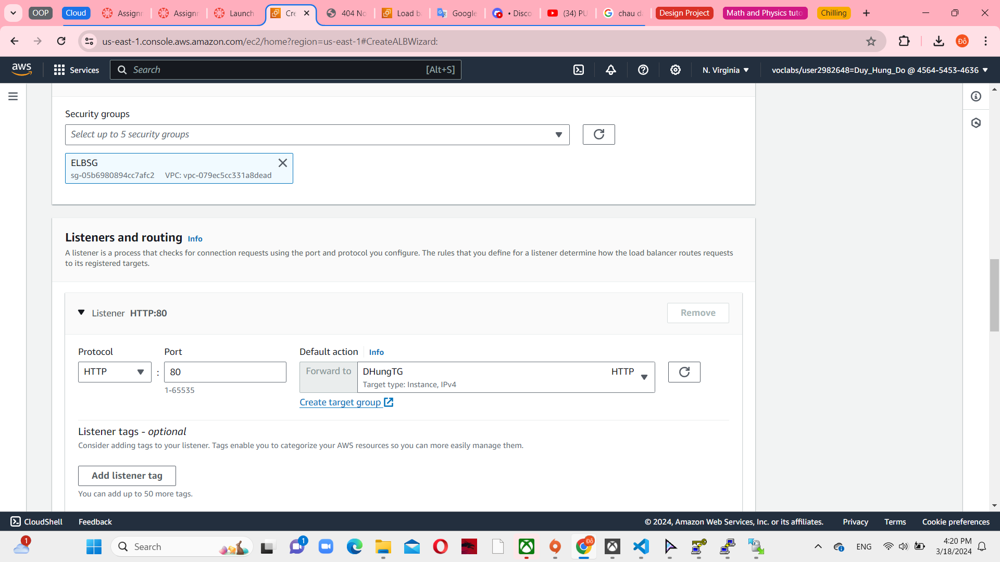 OOP
Cloud
Assignr
Assignr
Launch
Cre
404 No
Load ba
Google
• Disco
(34) PU
chau da
Design Project
Math and Physics tuto
Chilling
us-east-1.console.aws.amazon.com/ec2/home?region=us-east-1#CreateALBWizard:
Đỗ
aws
Services
Search
[Alt+S]
N. Virginia
voclabs/user2982648=Duy_Hung_Do @ 4564-5453-4636
Security groups
Select up to 5 security groups
ELBSG
sg-05b6980894cc7afc2 VPC: vpc-079ec5cc331a8dead
Listeners and routing Info
A listener is a process that checks for connection requests using the port and protocol you configure. The rules that you define for a listener determine how the load balancer routes requests
to its registered targets.
Listener HTTP:80
Remove
Protocol
Port
Default action
Info
HTTP
:
80
Forward to
DHungTG
HTTP
1-65535
Target type: Instance, IPv4
Create target group
Listener tags - optional
Consider adding tags to your listener. Tags enable you to categorize your AWS resources so you can more easily manage them.
Add listener tag
You can add up to 50 more tags.
CloudShell
Feedback
© 2024, Amazon Web Services, Inc. or its affiliates.
Privacy
Terms
Cookie preferences
1
Search
1
Đỗ
ENG
4:20 PM
3/18/2024